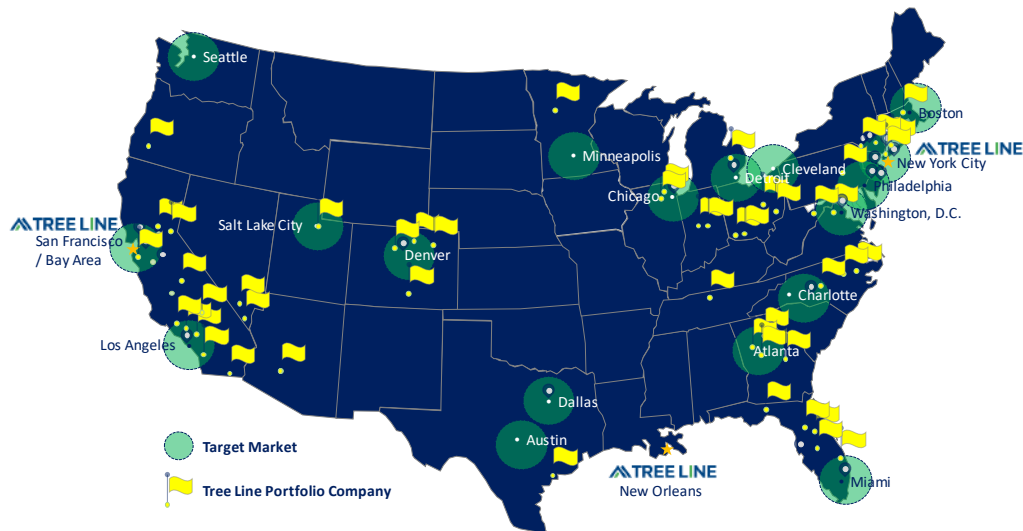 Seattle
Boston
Minneapolis
TREE LINE
Cleveland
New York City
Detroit
Philadelphia
Chicago
Washington, D.C.
TREE LINE
Salt Lake City
San Francisco
/ Bay Area
Denver
Charlotte
Los Angeles
Atlanta
Dallas
Austin
Target Market
TREE LINE
New Orleans
Miami
Tree Line Portfolio Company